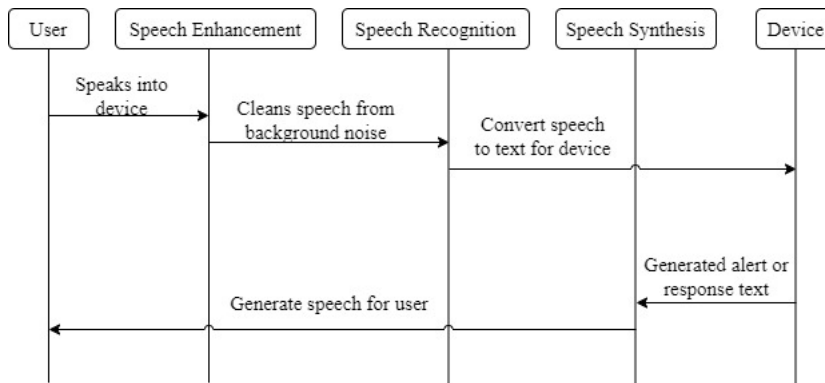 User
Speech Enhancement
Speech Recognition
Speech Synthesis
Device
Speaks into
device
Cleans speech from
background noise
Convert speech
to text for device
Generated alert or
response text
Generate speech for user